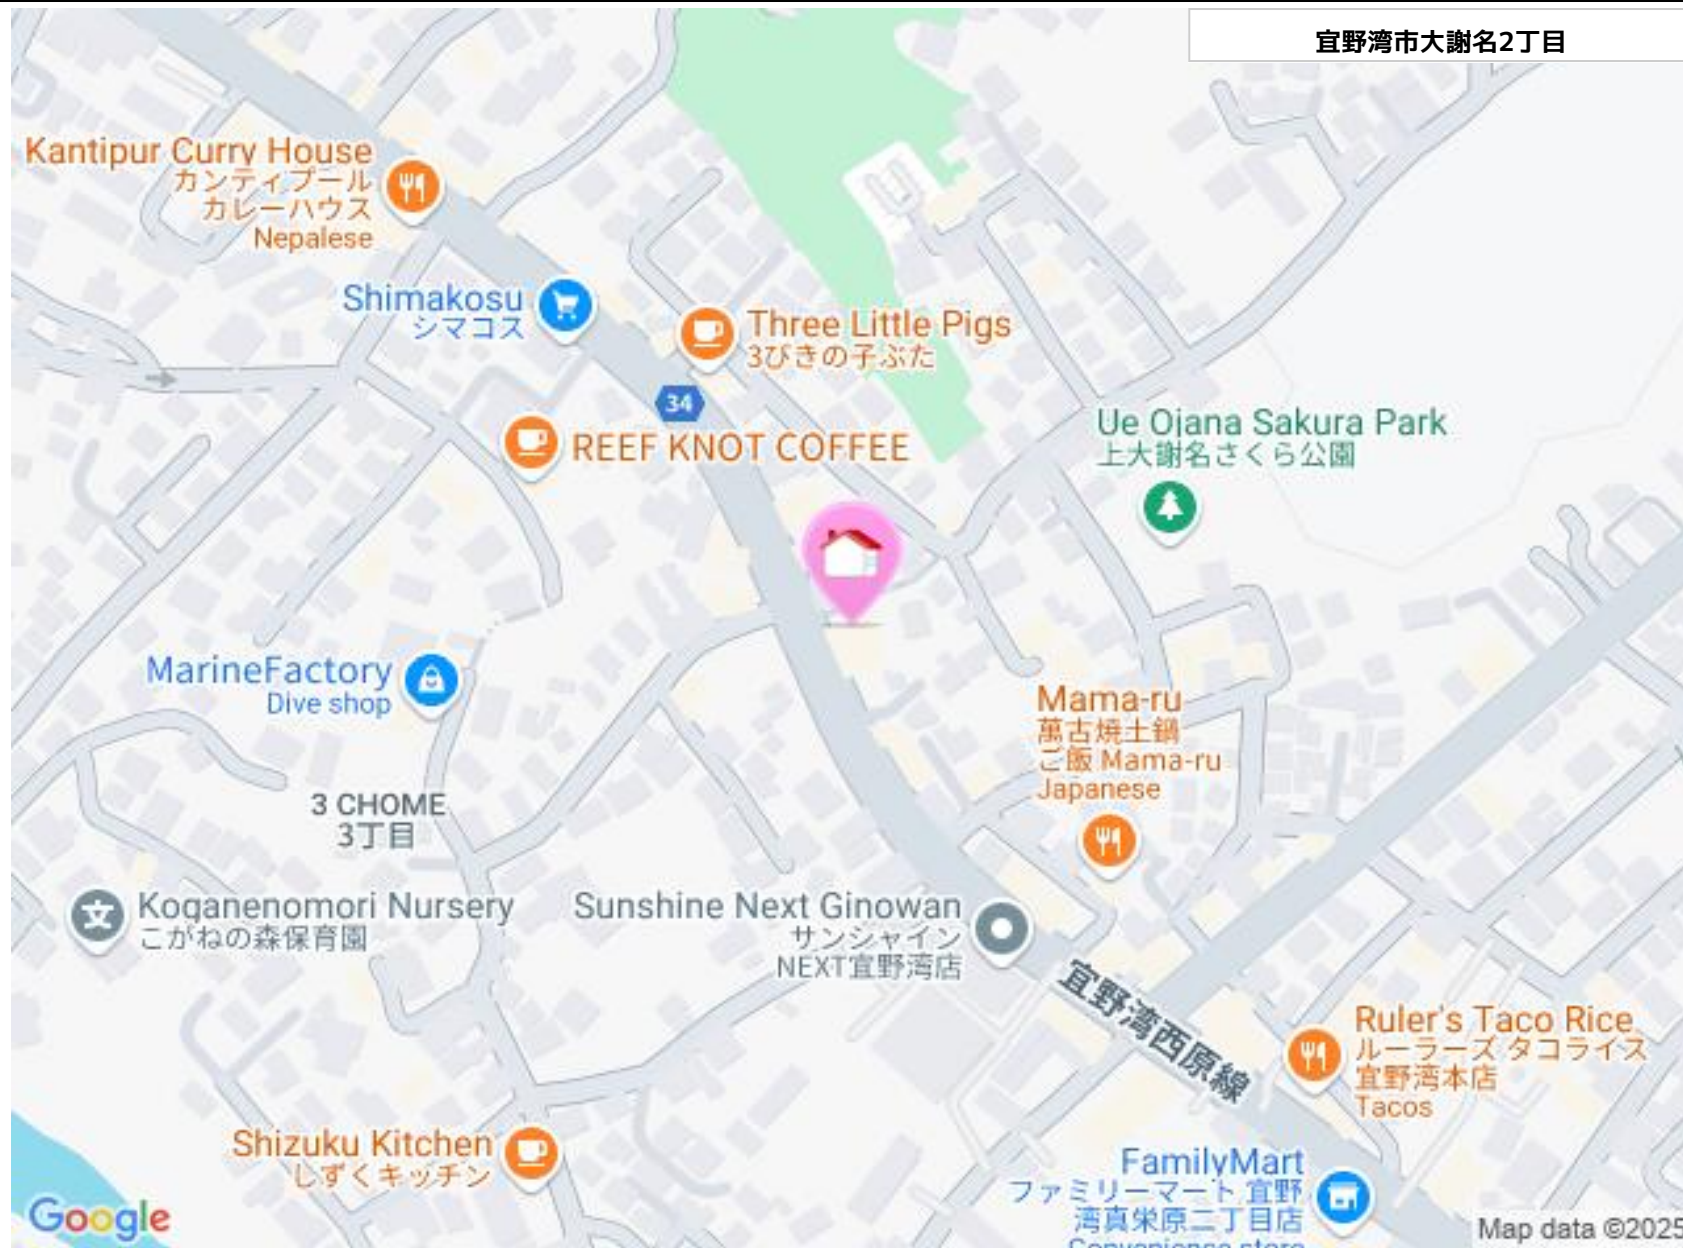 宜野湾市大謝名2丁目
Kantipur Curry House
カンティプール
カレーハウス
Nepalese
Shimakosu
シマコス
Three Little Pigs
3びきの子ぶた
34
REEF KNOT COFFEE
Ue Ojana Sakura Park
上大謝名さくら公園
MarineFactory
Dive shop
Mama-ru
萬古焼土鍋
ご飯 Mama-ru
Japanese
3 CHOME
3丁目
文
Koganenomori Nursery
こがねの森保育園
Sunshine Next Ginowan
サンシャイン
NEXT宜野湾店
宜野湾西原線
Ruler's Taco Rice
ルーラーズ タコライス
宜野湾本店
Tacos
Shizuku Kitchen
しずくキッチン
FamilyMart
ファミリーマート 宜野
湾真栄原二丁目店
Convenience store
Google
Map data ©2025